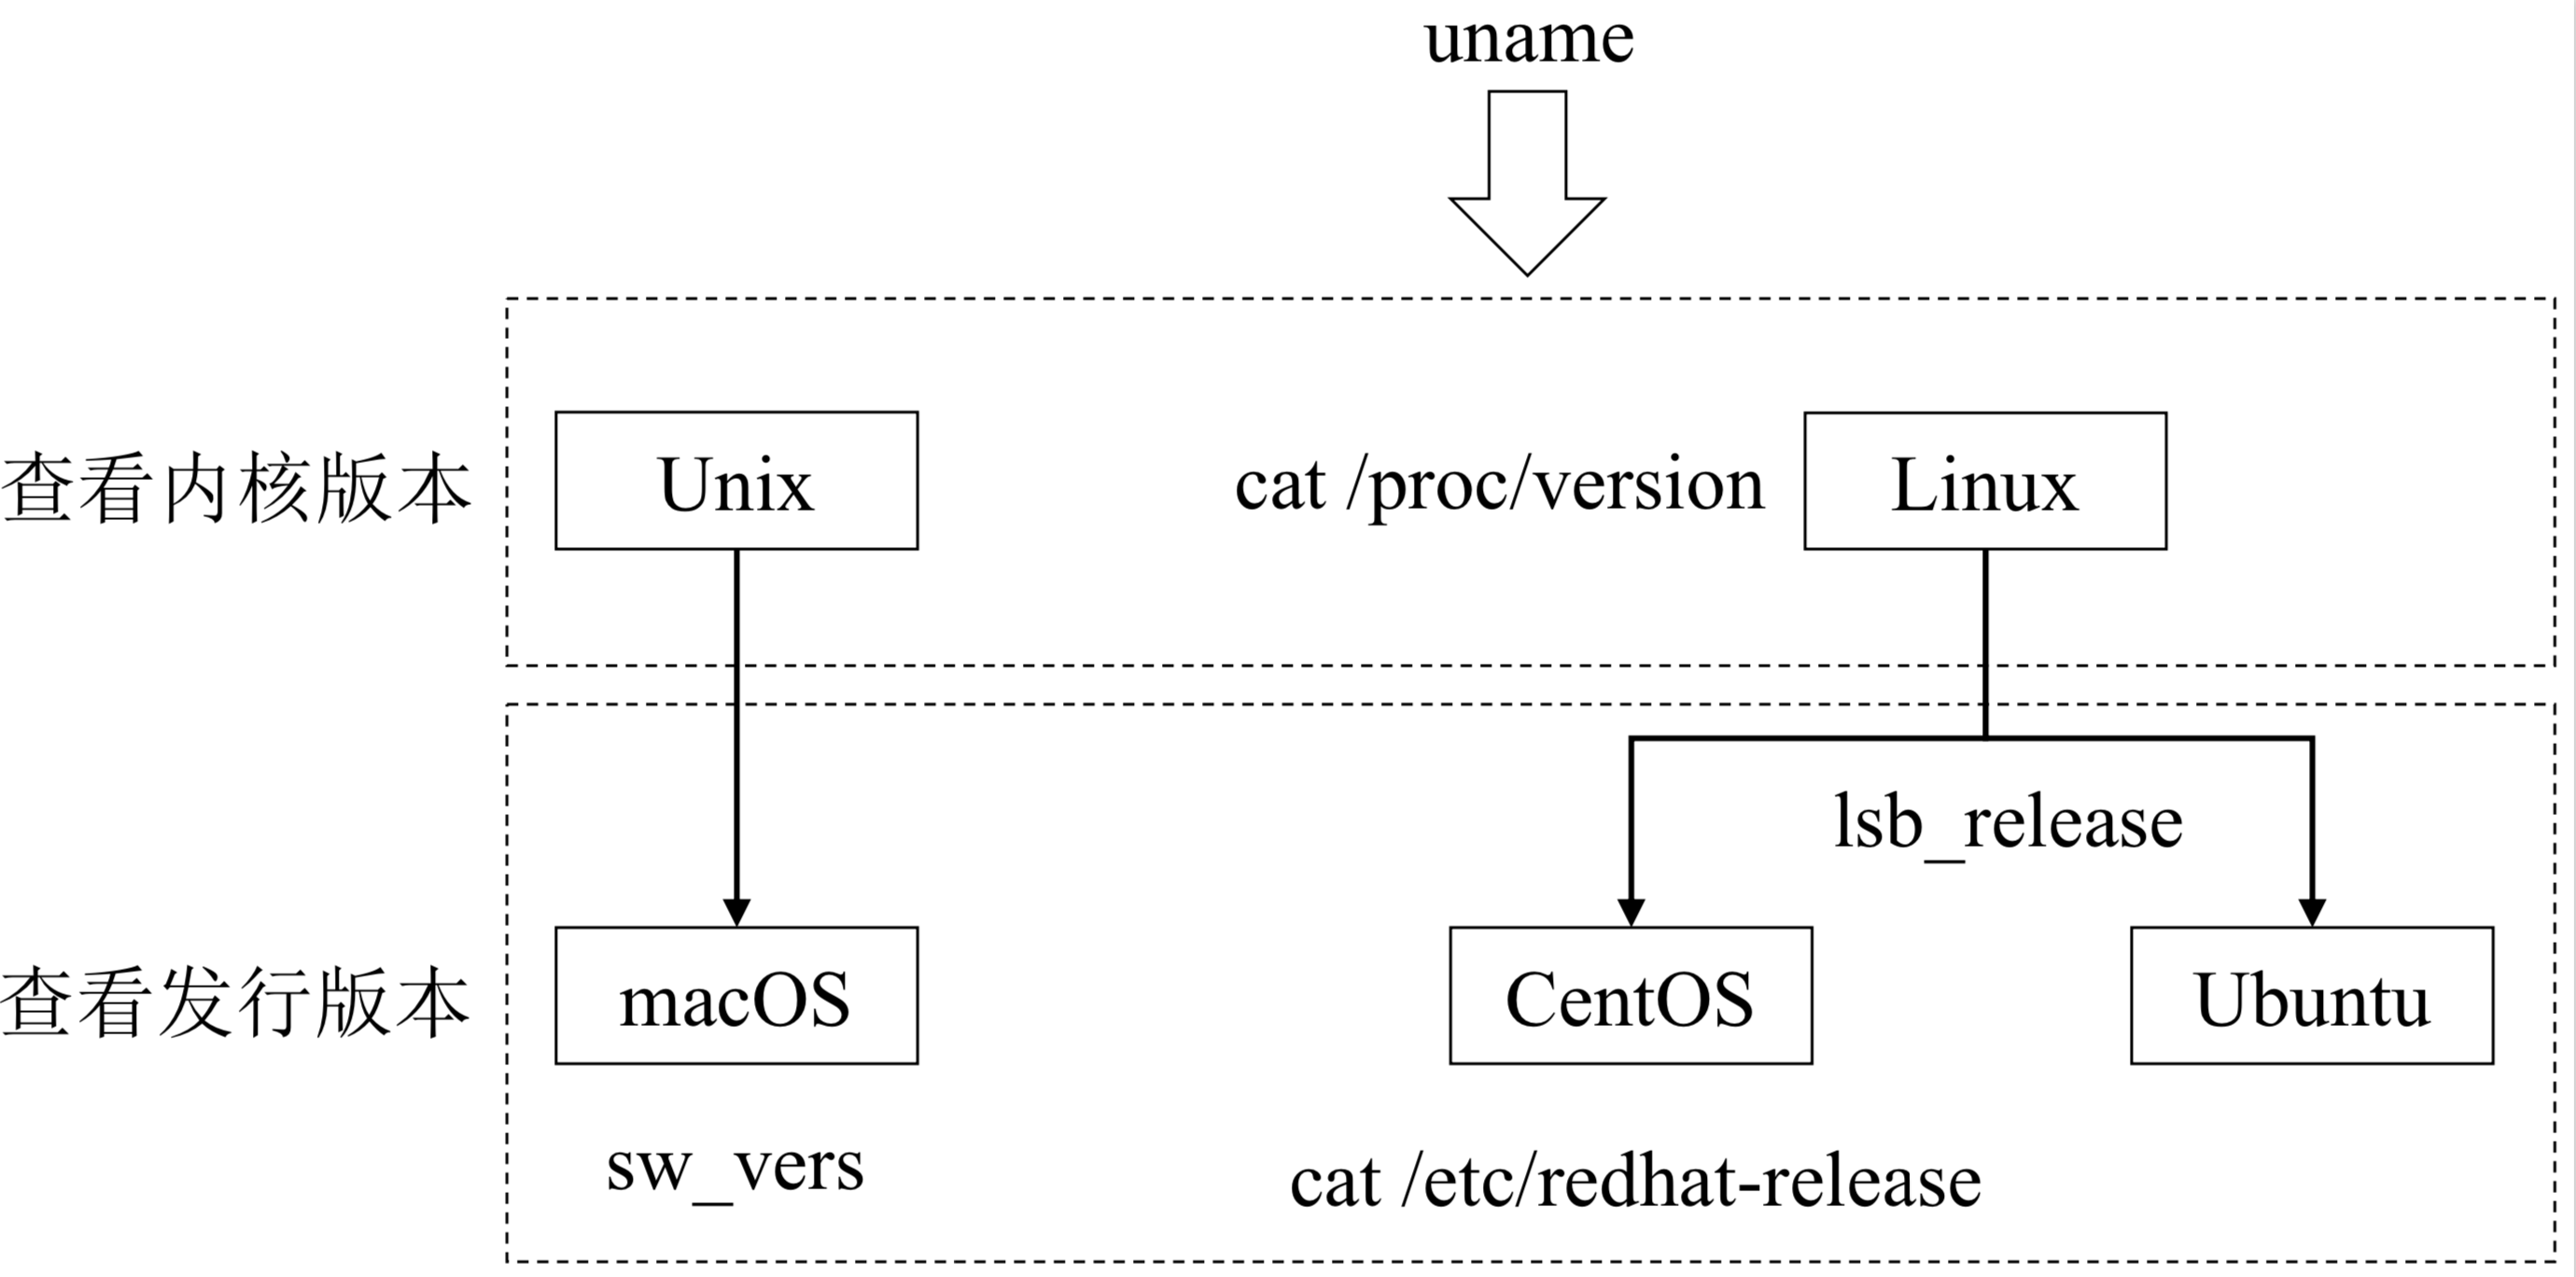 uname
查看内核版本
Unix
cat /proc/version
Linux
lsb_release
查看发行版本
macOS
CentOS
Ubuntu
sw_vers
cat /etc/redhat-release